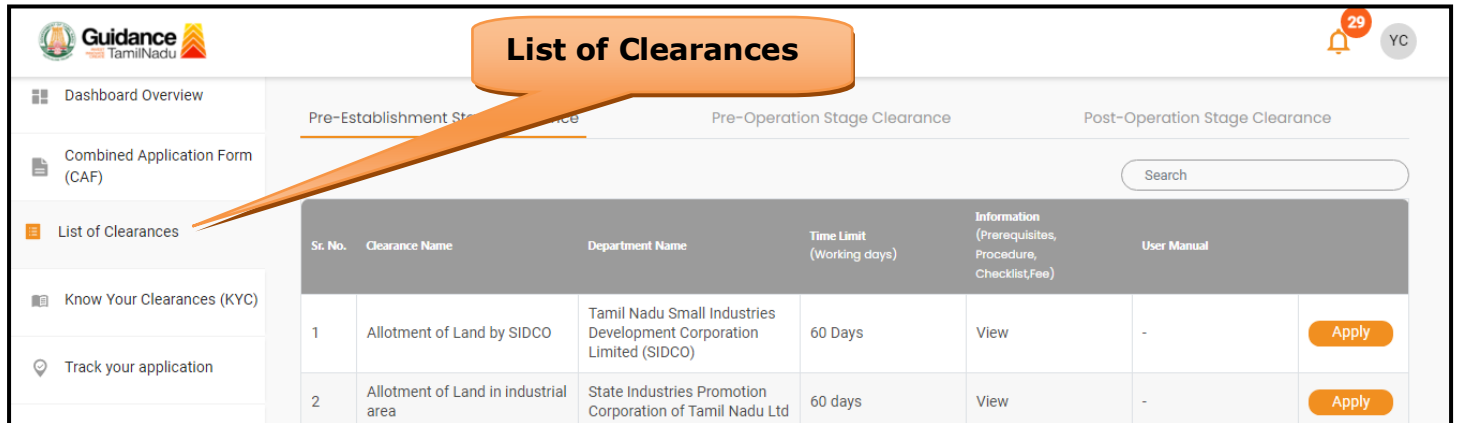 Guidance
TamilNadu
List of Clearances
29
YC
Dashboard Overview
Combined Application Form
(CAF)
List of Clearances
Know Your Clearances (KYC)
Track your application
Pre-Establishment
Pre-Operation Stage Clearance
Post-Operation Stage Clearance
Search
Sr. No.
Clearance Name
Department Name
Time Limit
(Working days)
Information
(Prerequisites,
Procedure,
Checklist,Fee)
User Manual
1
Allotment of Land by SIDCO
Tamil Nadu Small Industries
Development Corporation
Limited (SIDCO)
60 Days
View
-
Apply
2
Allotment of Land in industrial
area
State Industries Promotion
Corporation of Tamil Nadu Ltd
60 days
View
-
Apply